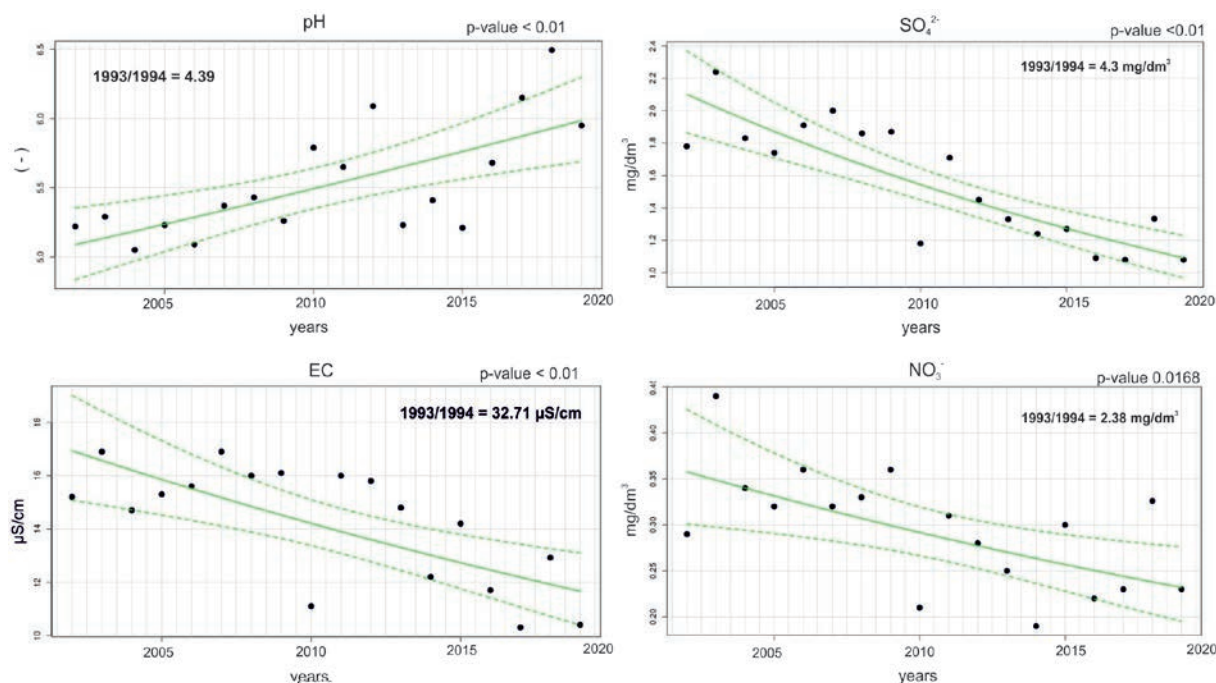 pH
p-value < 0.01
1993/1994 = 4.39
6.5
6.0
5.5
5.0
( - )
2005
2010
2015
2020
years
SO₄²⁻
p-value <0.01
1993/1994 = 4.3 mg/dm³
2.4
2.2
2.0
1.8
1.6
1.4
1.2
1.0
mg/dm³
2005
2010
2015
2020
years
EC
p-value < 0.01
1993/1994 = 32.71 µS/cm
18
16
14
12
10
µS/cm
2005
2010
2015
2020
years.
NO₃⁻
p-value 0.0168
1993/1994 = 2.38 mg/dm³
0.45
0.40
0.35
0.30
0.25
0.20
mg/dm³
2005
2010
2015
2020
years